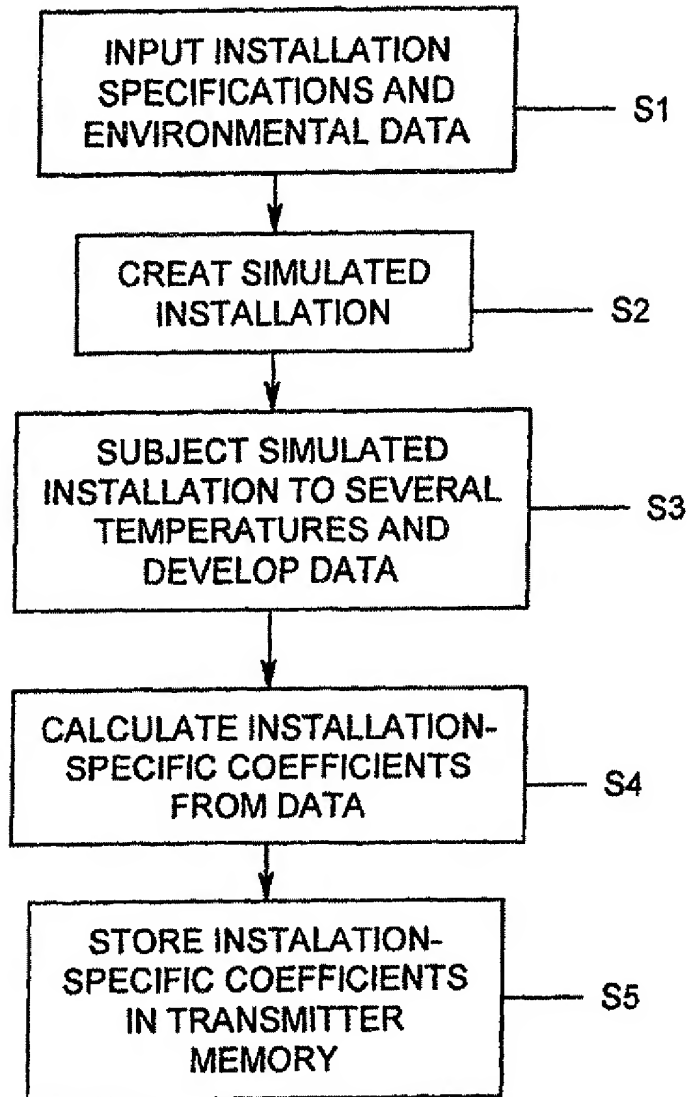 INPUT INSTALLATION
SPECIFICATIONS AND
ENVIRONMENTAL DATA
S1
CREAT SIMULATED
INSTALLATION
S2
SUBJECT SIMULATED
INSTALLATION TO SEVERAL
TEMPERATURES AND
DEVELOP DATA
S3
CALCULATE INSTALLATION-
SPECIFIC COEFFICIENTS
FROM DATA
S4
STORE INSTALATION-
SPECIFIC COEFFICIENTS
IN TRANSMITTER
MEMORY
S5